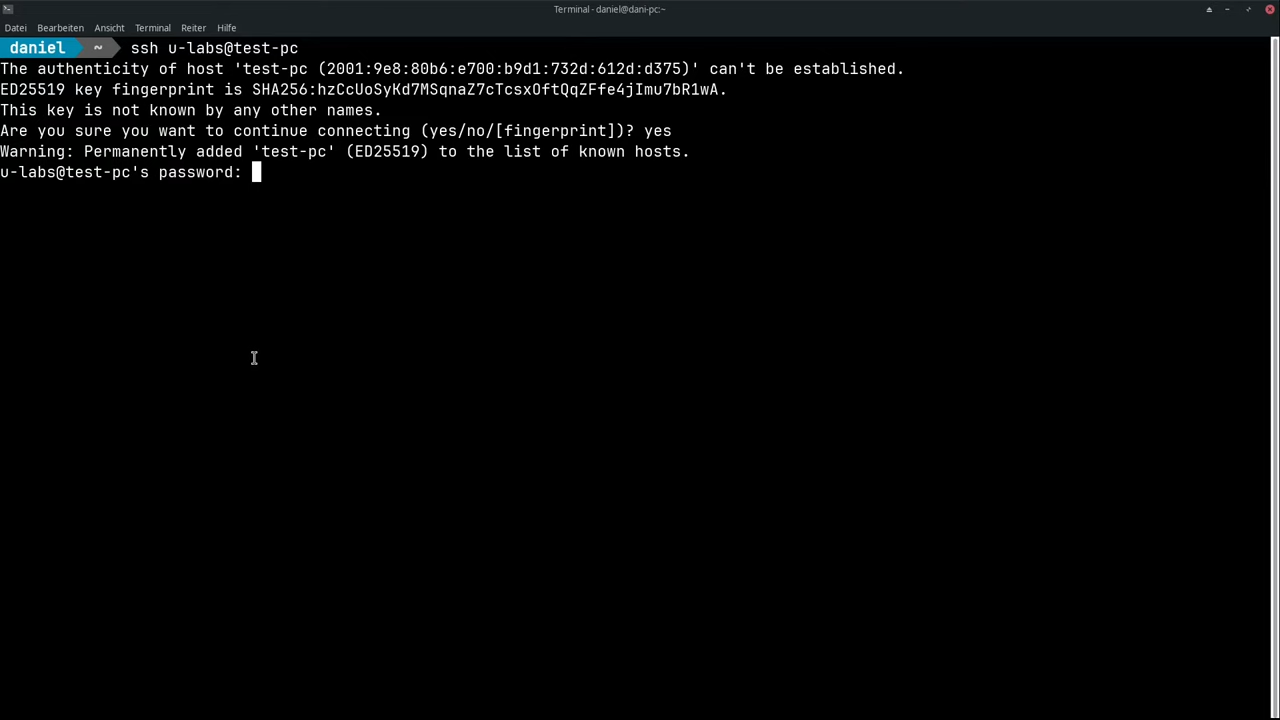 Terminal - daniel@dani-pc:~
Datei Bearbeiten Ansicht Terminal Reiter Hilfe
daniel ~ ssh u-labs@test-pc
The authenticity of host 'test-pc (2001:9e8:80b6:e700:b9d1:732d:612d:d375)' can't be established.
ED25519 key fingerprint is SHA256:hzCcUoSyKd7MSqnaZ7cTcsxOftQqZFfe4jImu7bR1wA.
This key is not known by any other names.
Are you sure you want to continue connecting (yes/no/[fingerprint])? yes
Warning: Permanently added 'test-pc' (ED25519) to the list of known hosts.
u-labs@test-pc's password: